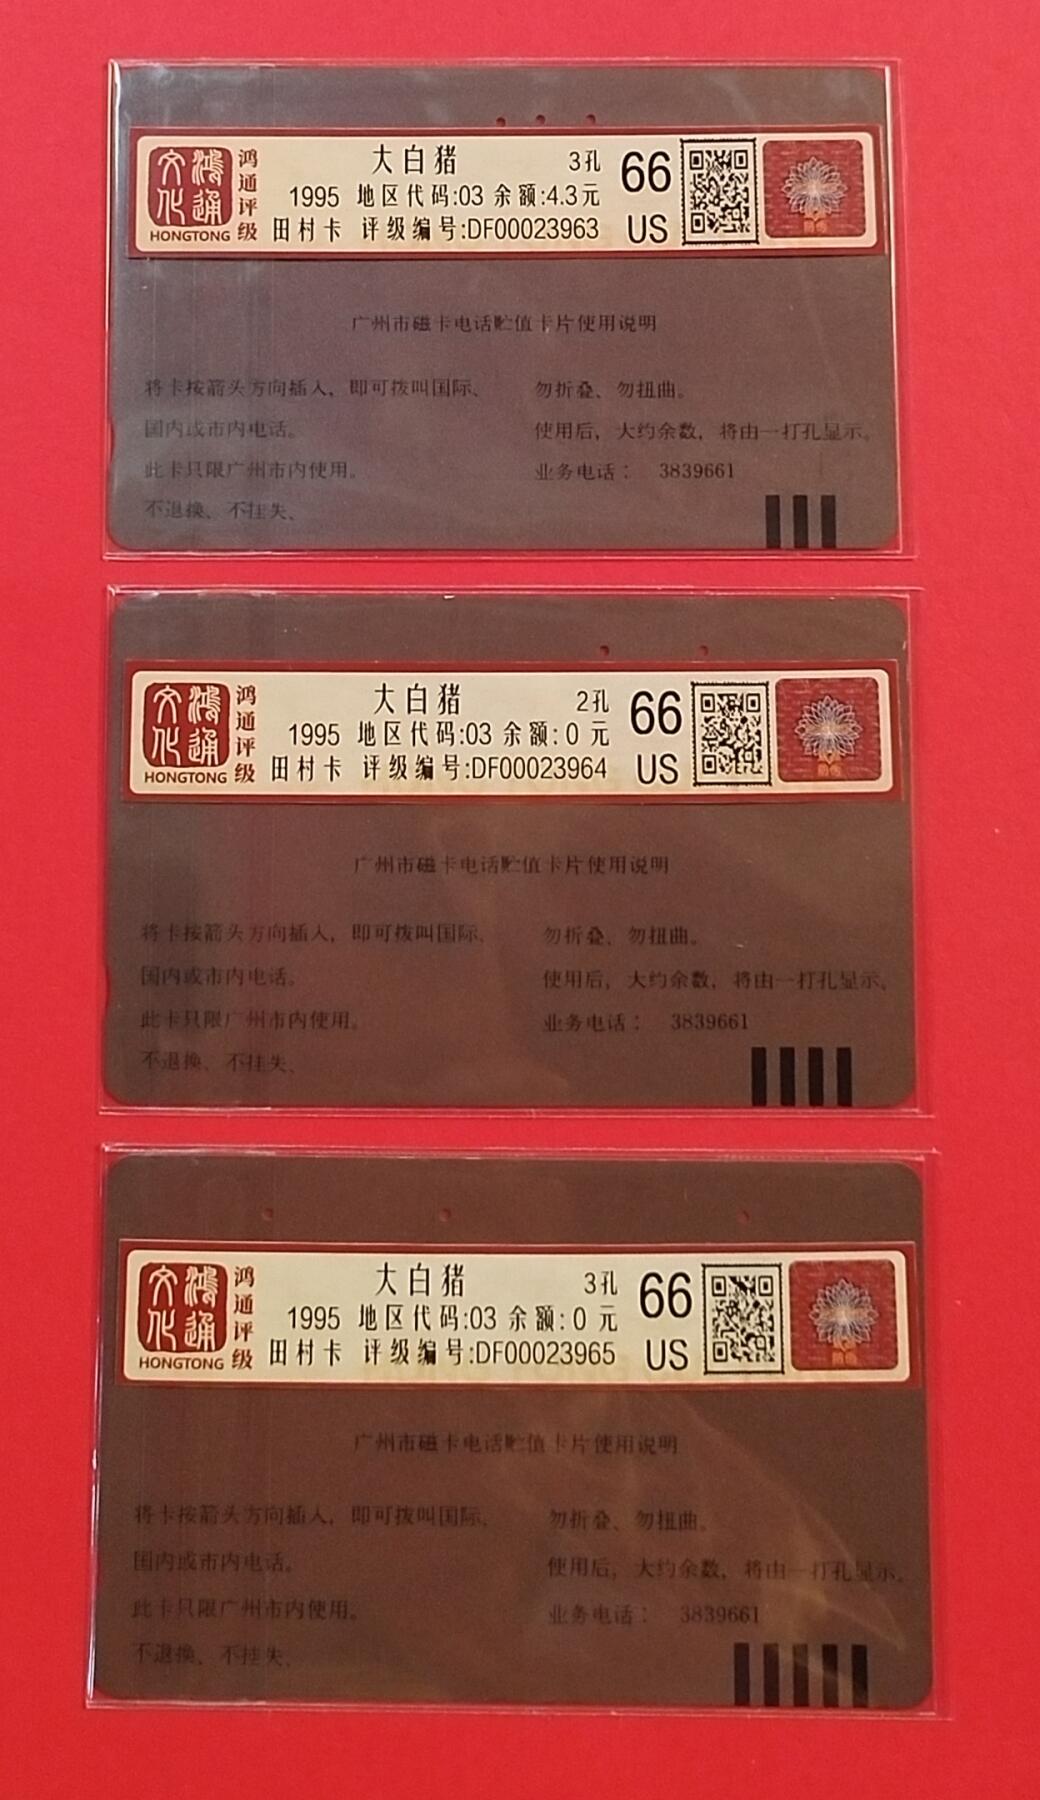 鸿通文化
HONGTONG
鸿通评级
大白猪 3孔
1995 地区代码:03 余额:4.3元
田村卡 评级编号:DF00023963
66
US
广州市磁卡电话贮值卡片使用说明
将卡按箭头方向插入，即可拨叫国际、
国内或市内电话。
此卡只限广州市内使用。
不退换、不挂失、
勿折叠、勿扭曲。
使用后，大约余数，将由一打孔显示。
业务电话： 3839661
鸿通文化
HONGTONG
鸿通评级
大白猪 2孔
1995 地区代码:03 余额:0 元
田村卡 评级编号:DF00023964
66
US
广州市磁卡电话贮值卡片使用说明
将卡按箭头方向插入，即可拨叫国际、
国内或市内电话。
此卡只限广州市内使用。
不退换、不挂失、
勿折叠、勿扭曲。
使用后，大约余数，将由一打孔显示。
业务电话： 3839661
鸿通文化
HONGTONG
鸿通评级
大白猪 3孔
1995 地区代码:03 余额:0 元
田村卡 评级编号:DF00023965
66
US
广州市磁卡电话贮值卡片使用说明
将卡按箭头方向插入，即可拨叫国际、
国内或市内电话。
此卡只限广州市内使用。
不退换、不挂失、
勿折叠、勿扭曲。
使用后，大约余数，将由一打孔显示。
业务电话： 3839661